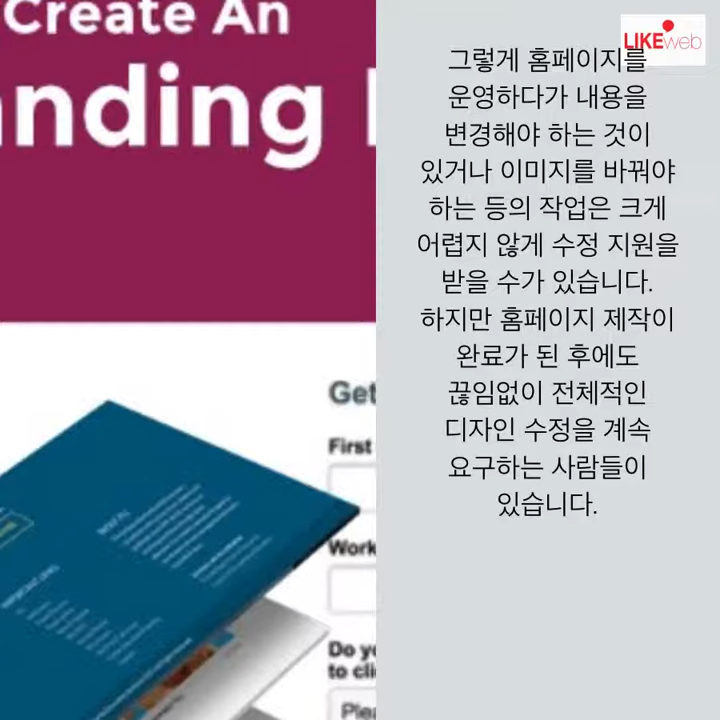 Create An
anding
Get
First
Work
Do yo
to cli
Plea
LIKEweb
그렇게 홈페이지를
운영하다가 내용을
변경해야 하는 것이
있거나 이미지를 바꿔야
하는 등의 작업은 크게
어렵지 않게 수정 지원을
받을 수가 있습니다.
하지만 홈페이지 제작이
완료가 된 후에도
끊임없이 전체적인
디자인 수정을 계속
요구하는 사람들이
있습니다.